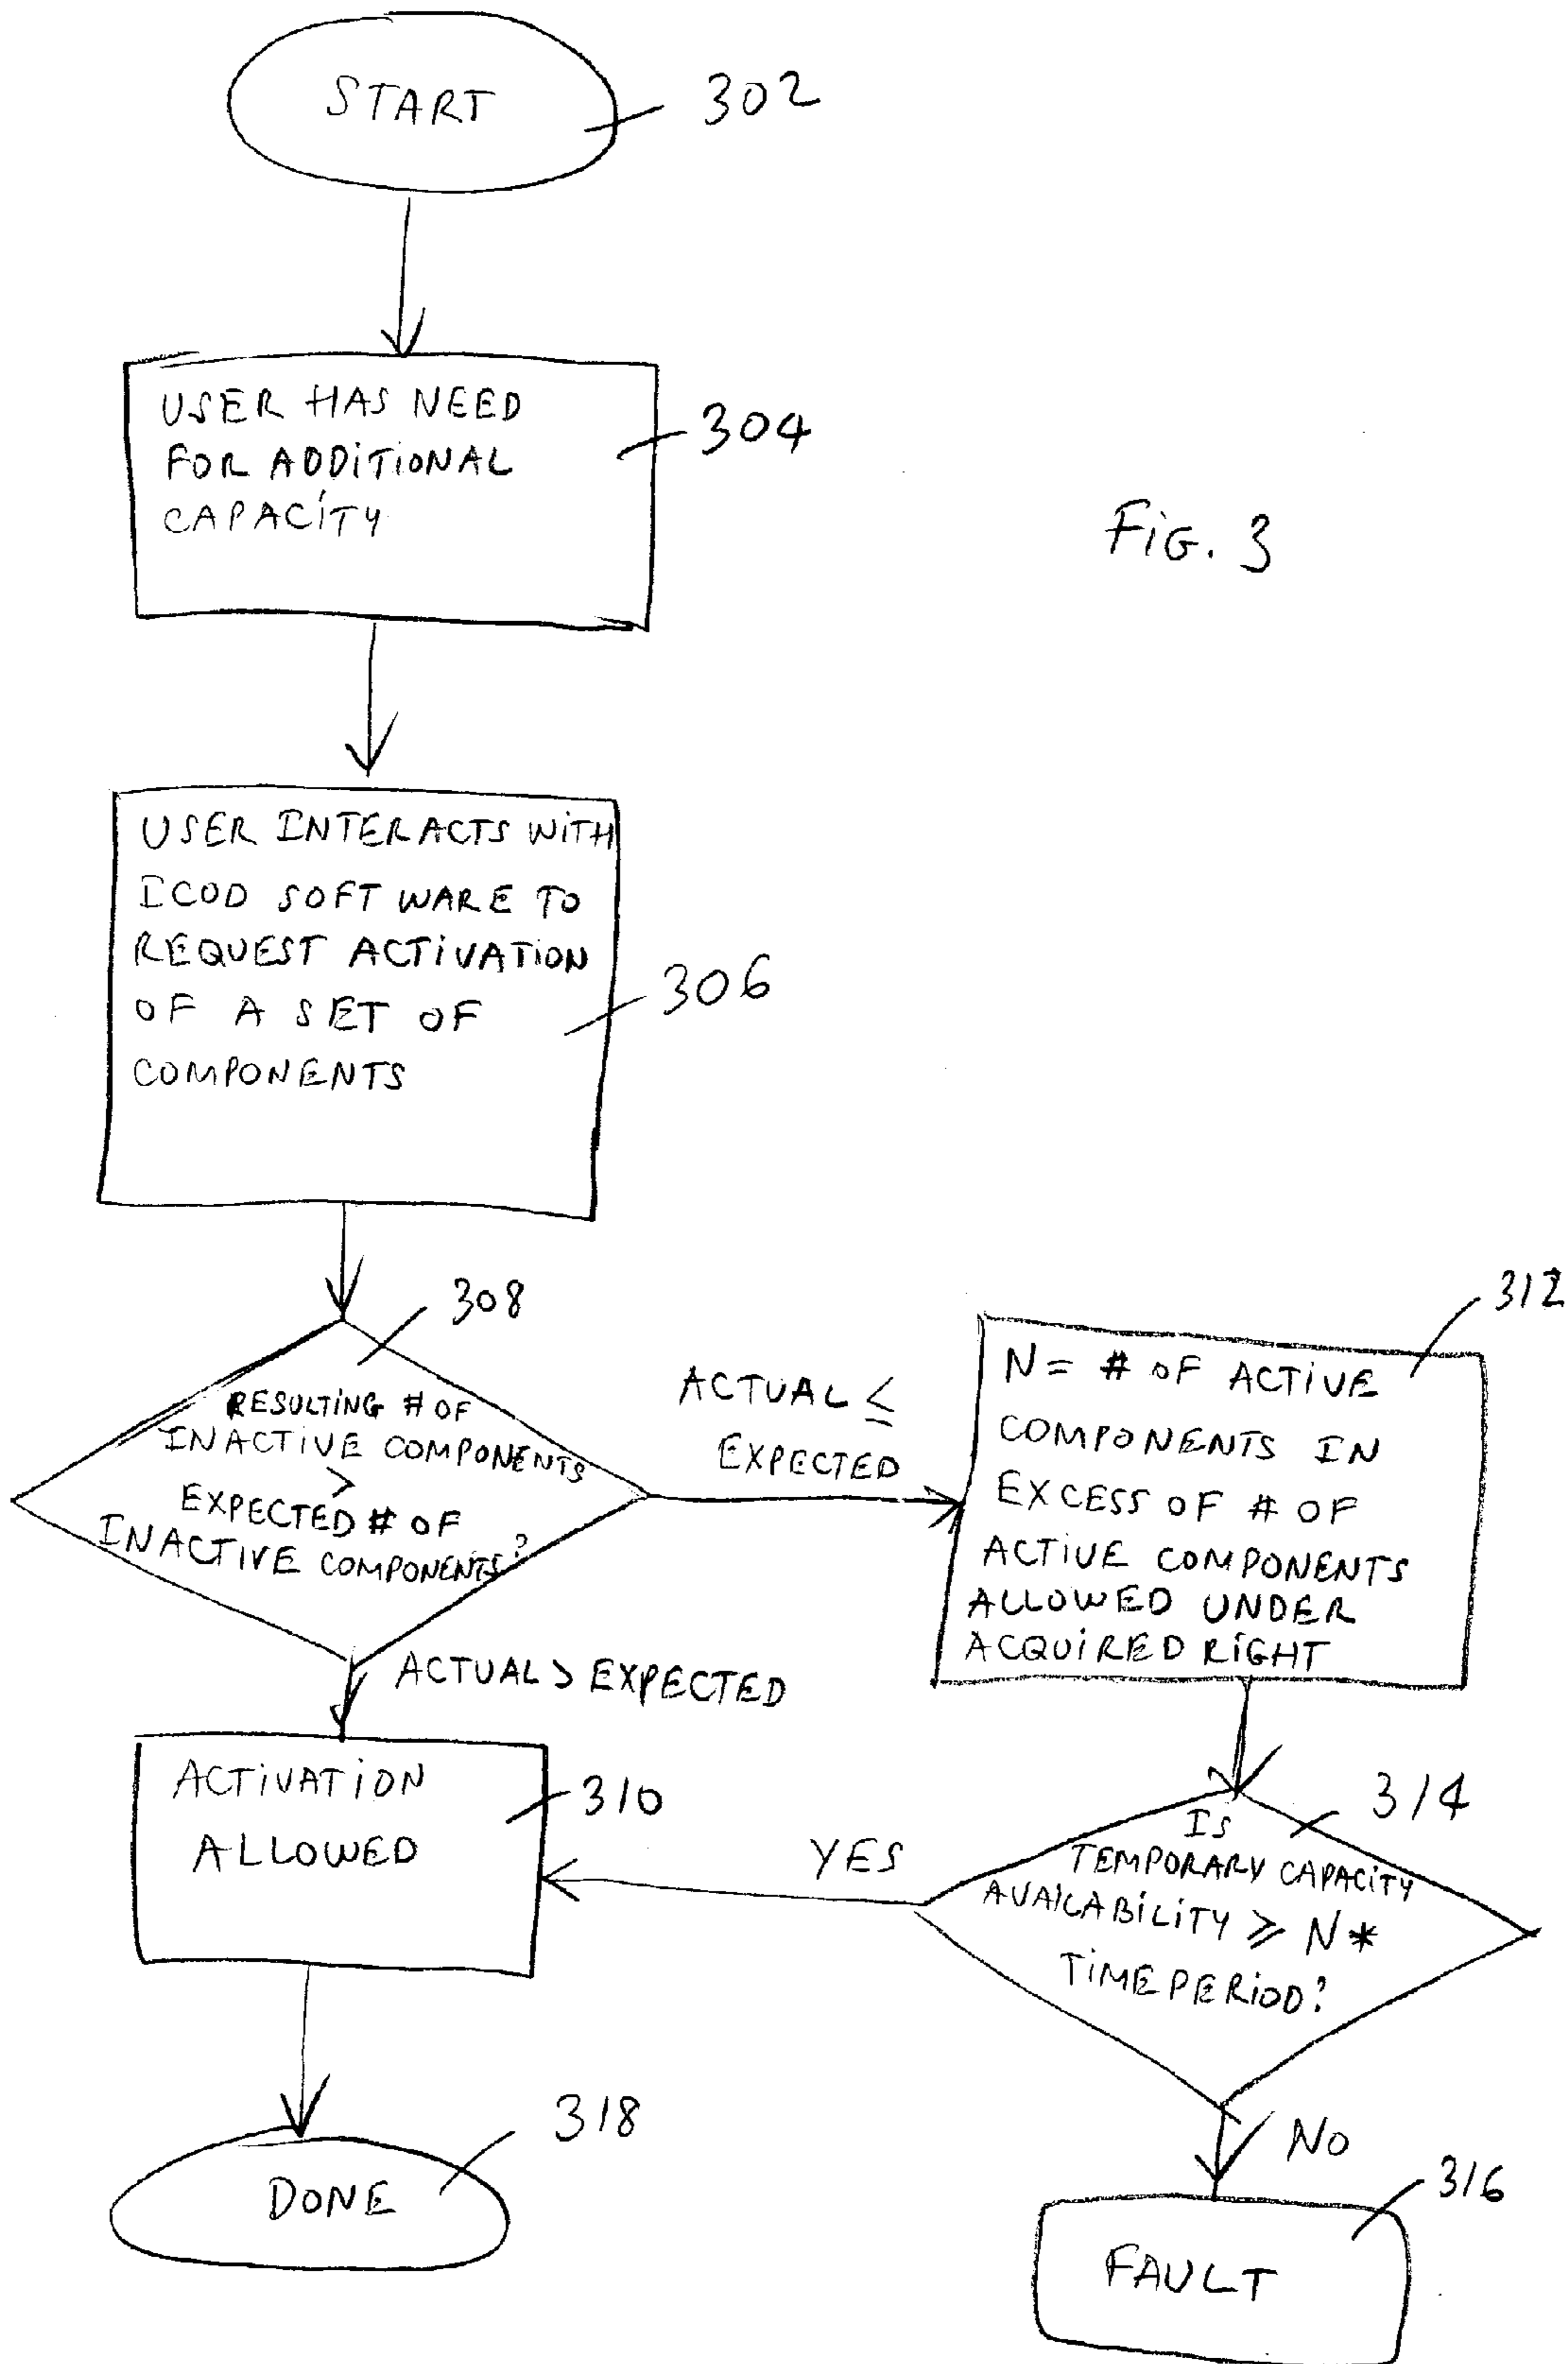 START
302
USER HAS NEED
FOR ADDITIONAL
CAPACITY
304
FIG. 3
USER INTERACTS WITH
ICOD SOFT WARE TO
REQUEST ACTIVATION
OF A SET OF
COMPONENTS
306
308
RESULTING # OF
INACTIVE COMPONENTS
>
EXPECTED # OF
INACTIVE COMPONENTS?
ACTUAL ≤
EXPECTED
312
N = # OF ACTIVE
COMPONENTS IN
EXCESS OF # OF
ACTIVE COMPONENTS
ALLOWED UNDER
ACQUIRED RIGHT
ACTUAL > EXPECTED
ACTIVATION
ALLOWED
310
314
IS
TEMPORARY CAPACITY
AVAILABILITY ≥ N *
TIME PERIOD?
YES
NO
318
DONE
316
FAULT